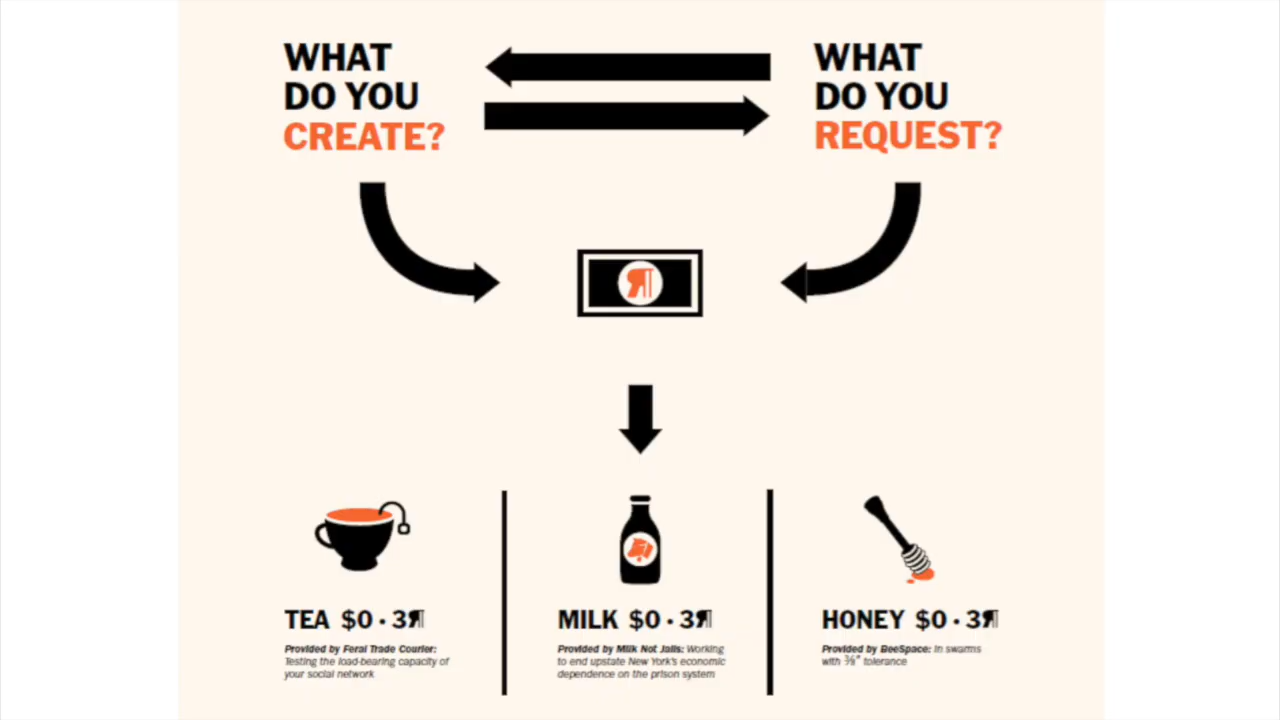 WHAT
DO YOU
CREATE?
WHAT
DO YOU
REQUEST?
¶
TEA $0 · 3¶
Provided by Feral Trade Courier:
Testing the load-bearing capacity of
your social network
MILK $0 · 3¶
Provided by Milk Not Jails: Working
to end upstate New York's economic
dependence on the prison system
HONEY $0 · 3¶
Provided by BeeSpace: In swarms
with ⅜" tolerance